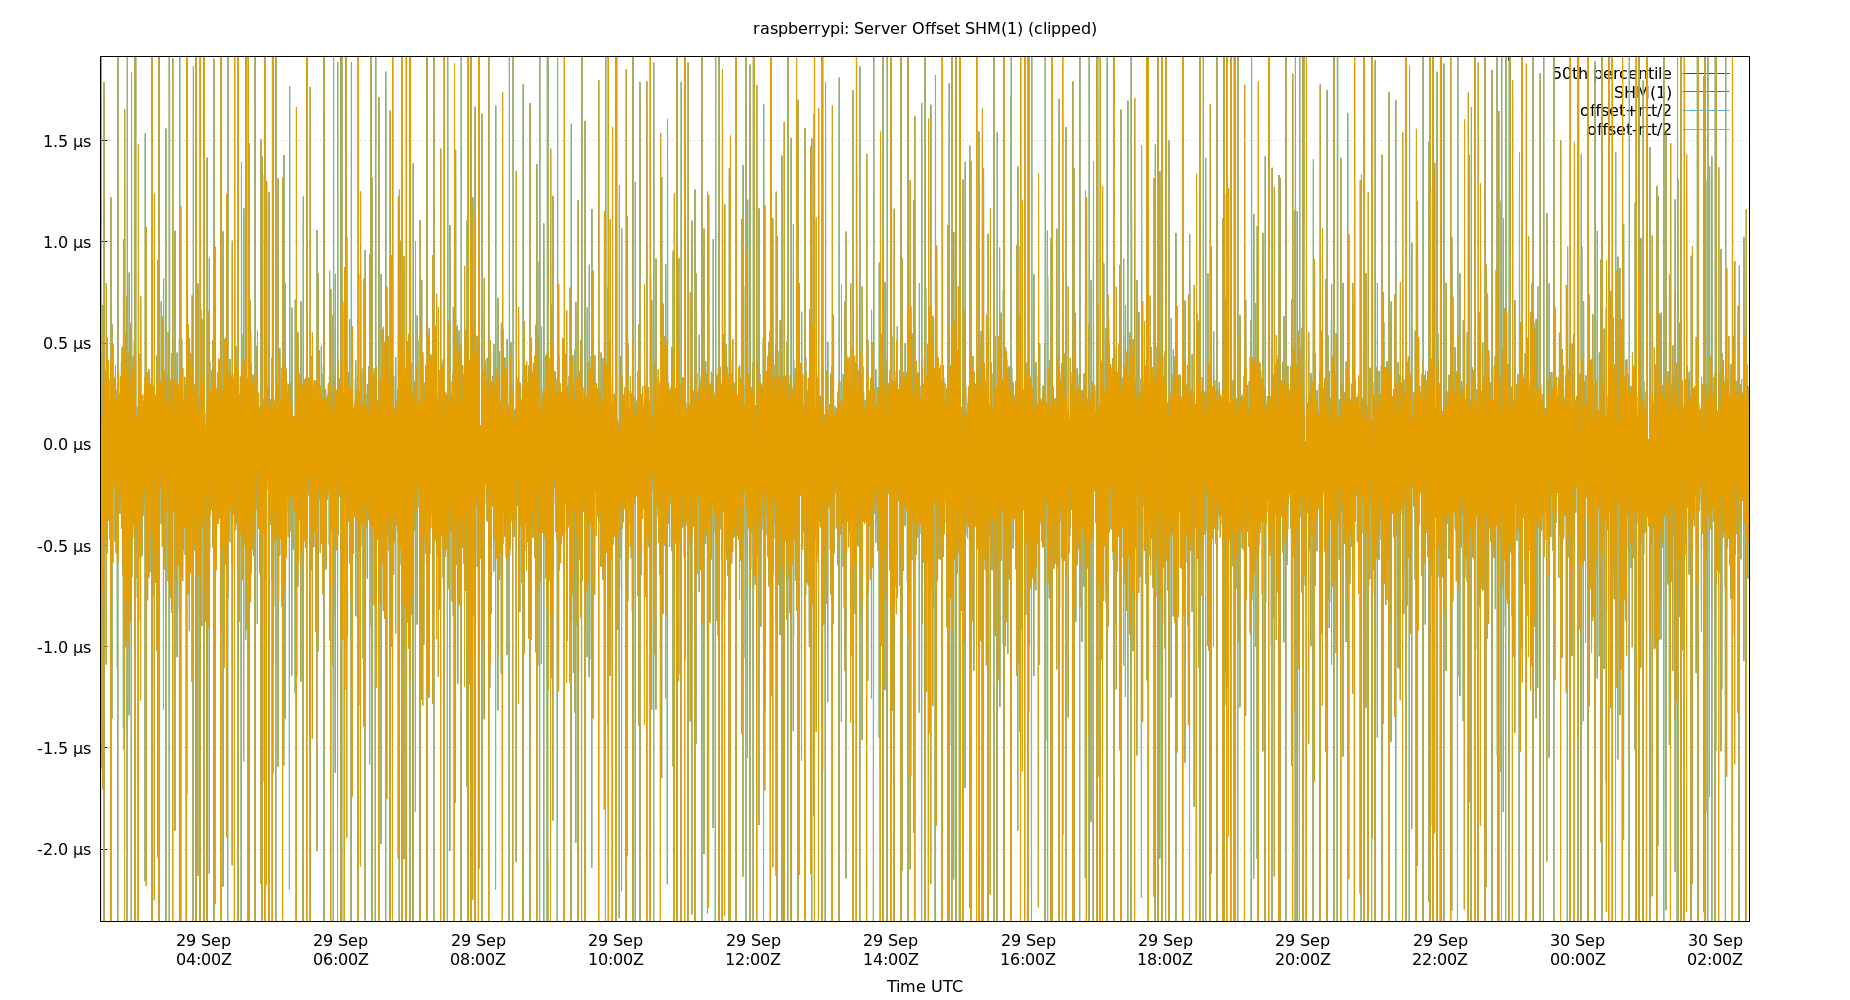 raspberrypi: Server Offset SHM(1) (clipped)
50th percentile
SHM(1)
offset+rtt/2
offset-rtt/2
1.5 µs
1.0 µs
0.5 µs
0.0 µs
-0.5 µs
-1.0 µs
-1.5 µs
-2.0 µs
29 Sep 29 Sep 29 Sep 29 Sep 29 Sep 29 Sep 29 Sep 29 Sep 29 Sep 29 Sep 30 Sep 30 Sep
04:00Z 06:00Z 08:00Z 10:00Z 12:00Z 14:00Z 16:00Z 18:00Z 20:00Z 22:00Z 00:00Z 02:00Z
Time UTC